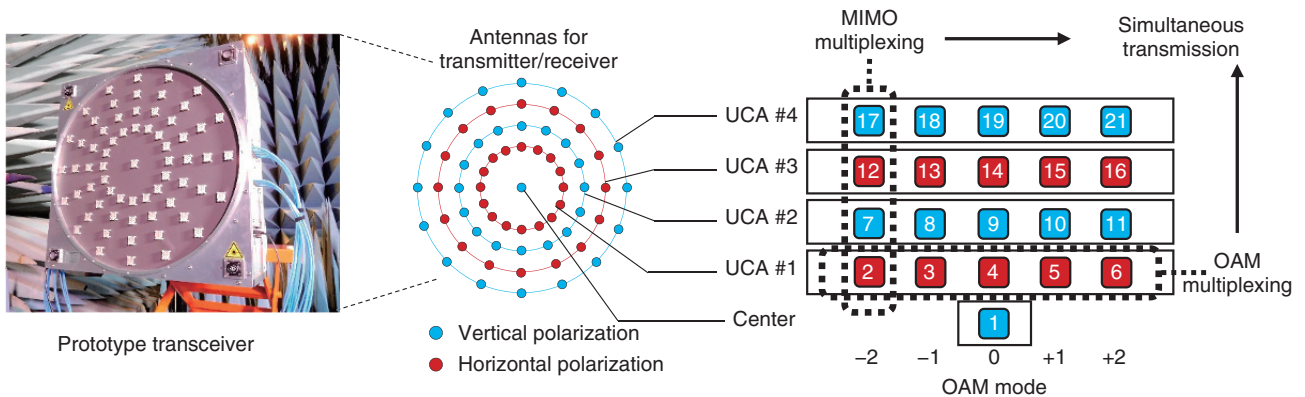 Prototype transceiver
Antennas for
transmitter/receiver
Vertical polarization
Horizontal polarization
MIMO
multiplexing
Simultaneous
transmission
UCA #4
17 18 19 20 21
UCA #3
12 13 14 15 16
UCA #2
7 8 9 10 11
UCA #1
2 3 4 5 6
OAM
multiplexing
Center
1
−2 −1 0 +1 +2
OAM mode